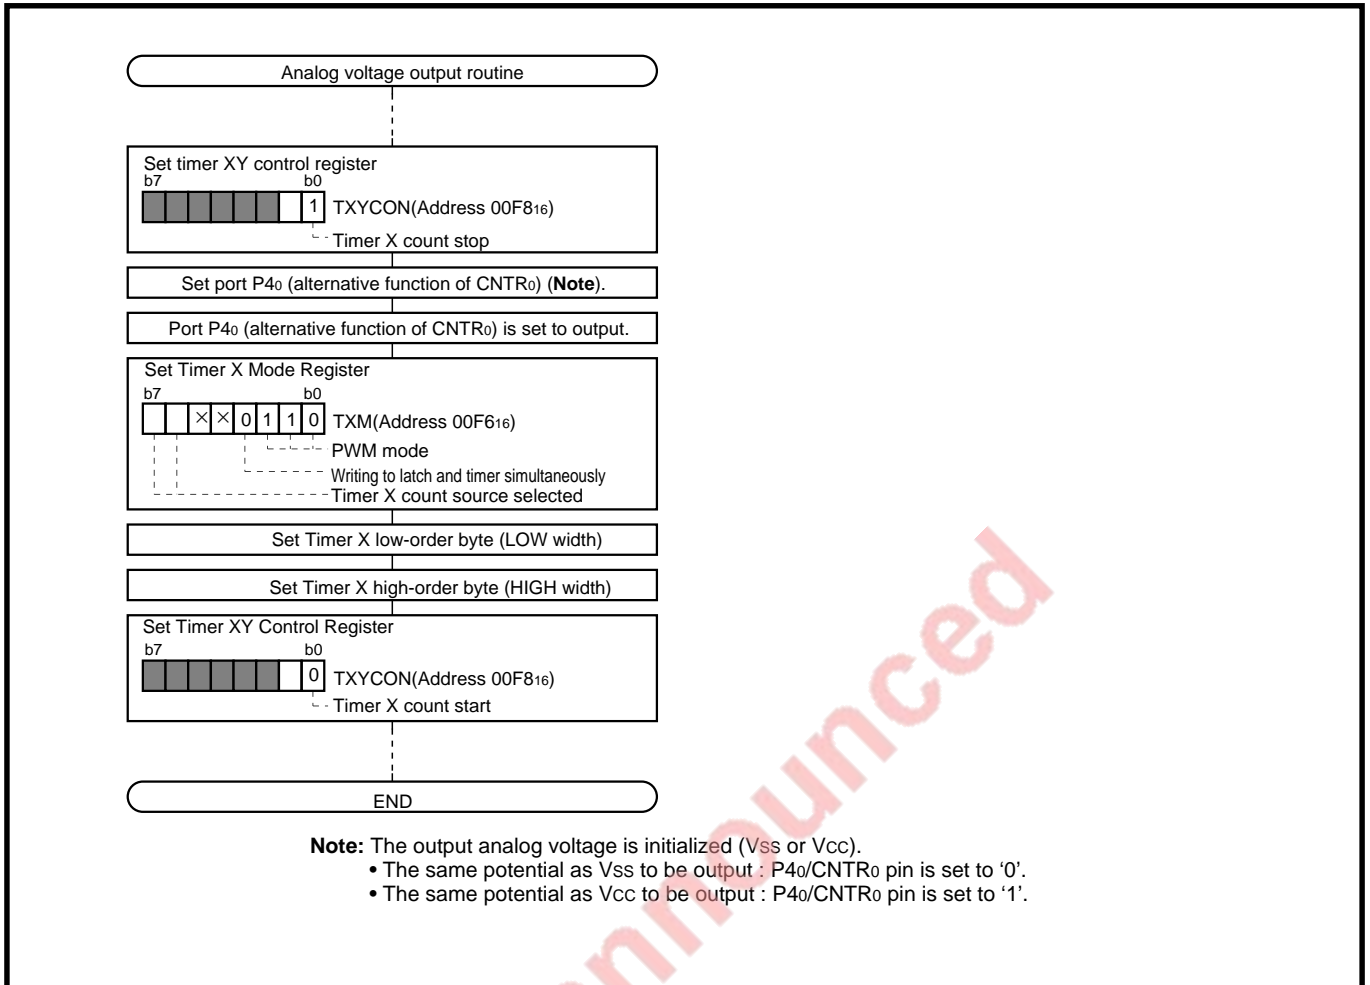 Analog voltage output routine
Set timer XY control register
b7 b0
1 TXYCON(Address 00F816)
Timer X count stop
Set port P40 (alternative function of CNTR0) (Note).
Port P40 (alternative function of CNTR0) is set to output.
Set Timer X Mode Register
b7 b0
× × 0 1 1 0 TXM(Address 00F616)
PWM mode
Writing to latch and timer simultaneously
Timer X count source selected
Set Timer X low-order byte (LOW width)
Set Timer X high-order byte (HIGH width)
Set Timer XY Control Register
b7 b0
0 TXYCON(Address 00F816)
Timer X count start
END
Note: The output analog voltage is initialized (VSS or VCC).
• The same potential as VSS to be output : P40/CNTR0 pin is set to ‘0’.
• The same potential as VCC to be output : P40/CNTR0 pin is set to ‘1’.
nnounced